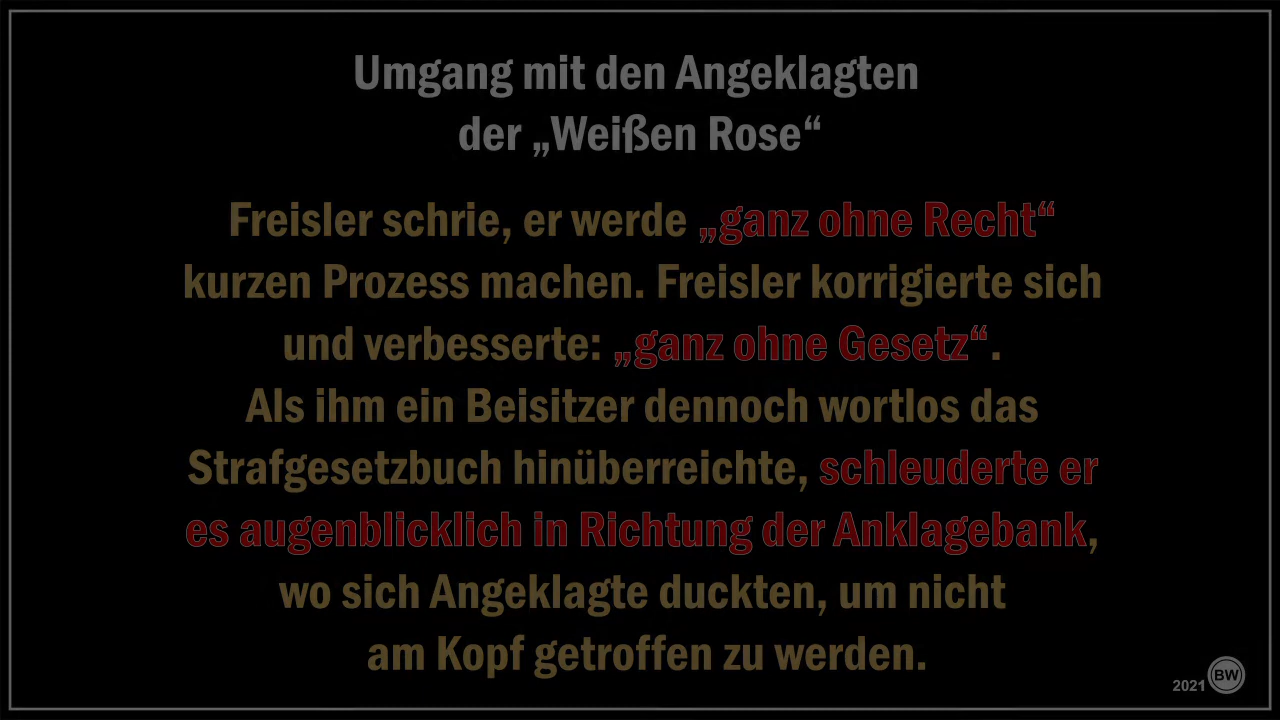 Umgang mit den Angeklagten
der „Weißen Rose“
Freisler schrie, er werde „ganz ohne Recht“
kurzen Prozess machen. Freisler korrigierte sich
und verbesserte: „ganz ohne Gesetz“.
Als ihm ein Beisitzer dennoch wortlos das
Strafgesetzbuch hinüberreichte, schleuderte er
es augenblicklich in Richtung der Anklagebank,
wo sich Angeklagte duckten, um nicht
am Kopf getroffen zu werden.
2021 BW